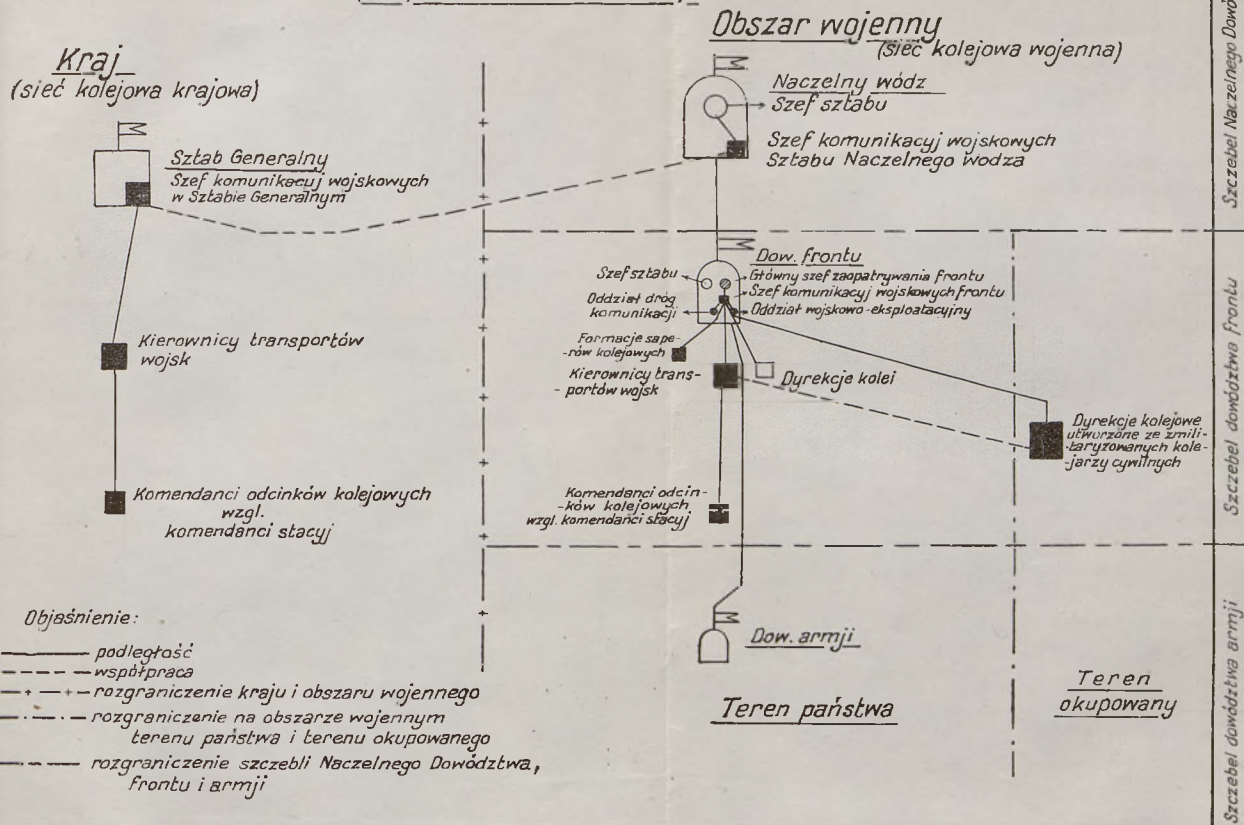 Kraj
(sieć kolejowa krajowa)
Sztab Generalny
Szef komunikacyj wojskowych
w Sztabie Generalnym
Kierownicy transportów
wojsk
Komendanci odcinków kolejowych
wzgl.
komendanci stacyj
Obszar wojenny
(sieć kolejowa wojenna)
Naczelny wódz
Szef sztabu
Szef komunikacyj wojskowych
Sztabu Naczelnego Wodza
Dow. frontu
Szef sztabu
Główny szef zaopatrywania frontu
Szef komunikacyj wojskowych frontu
Oddział dróg
komunikacji
Oddział wojskowo-eksploatacyjny
Formacje sape-
-rów kolejowych
Kierownicy trans-
-portów wojsk
Dyrekcje kolei
Dyrekcje kolejowe
utworzone ze zmili-
-taryzowanych kole-
-jarzy cywilnych
Komendanci odcin-
-ków kolejowych
wzgl. komendanci stacyj
Dow. armji
Teren państwa
Teren
okupowany
Objaśnienie:
podległość
współpraca
rozgraniczenie kraju i obszaru wojennego
rozgraniczenie na obszarze wojennym
terenu państwa i terenu okupowanego
rozgraniczenie szczebli Naczelnego Dowództwa,
frontu i armji
Szczebel Naczelnego Dowó
Szczebel dowództwa frontu
Szczebel dowództwa armji